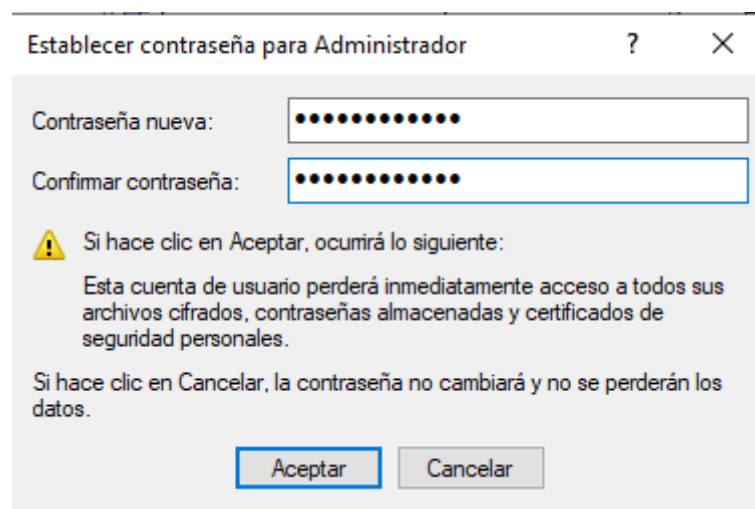 Establecer contraseña para Administrador
Contraseña nueva: ●●●●●●●●●●●●
Confirmar contraseña: ●●●●●●●●●●●●
Si hace clic en Aceptar, ocurrirá lo siguiente:
Esta cuenta de usuario perderá inmediatamente acceso a todos sus
archivos cifrados, contraseñas almacenadas y certificados de
seguridad personales.
Si hace clic en Cancelar, la contraseña no cambiará y no se perderán los
datos.
Aceptar Cancelar